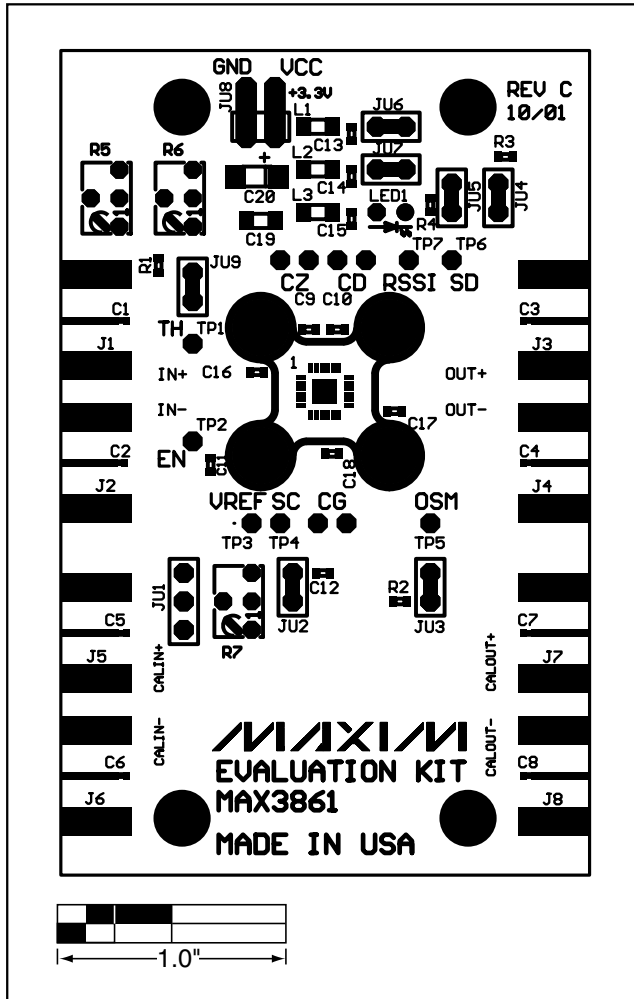 GND VCC
JU8
+3.3V
L1
JU6
REV C
10/01
C13
R5
R6
L2
JU7
R3
+
C20
C14
LED1
JU5
JU4
L3
R4
C19
C15
TP7 TP6
R1
JU9
CZ CD RSSI SD
C9 C10
C1
TH TP1
C3
J1
J3
IN+
C16
1
OUT+
IN-
OUT-
TP2
C17
C2
EN
C11
C18
C4
J2
J4
VREF SC CG OSM
TP3 TP4
TP5
JU1
C12
R2
C5
JU2
JU3
C7
R7
J5
CALIN+
CALOUT+
J7
CALIN-
CALOUT-
MAXIM
C6
EVALUATION KIT
C8
J6
MAX3861
J8
MADE IN USA
1.0"